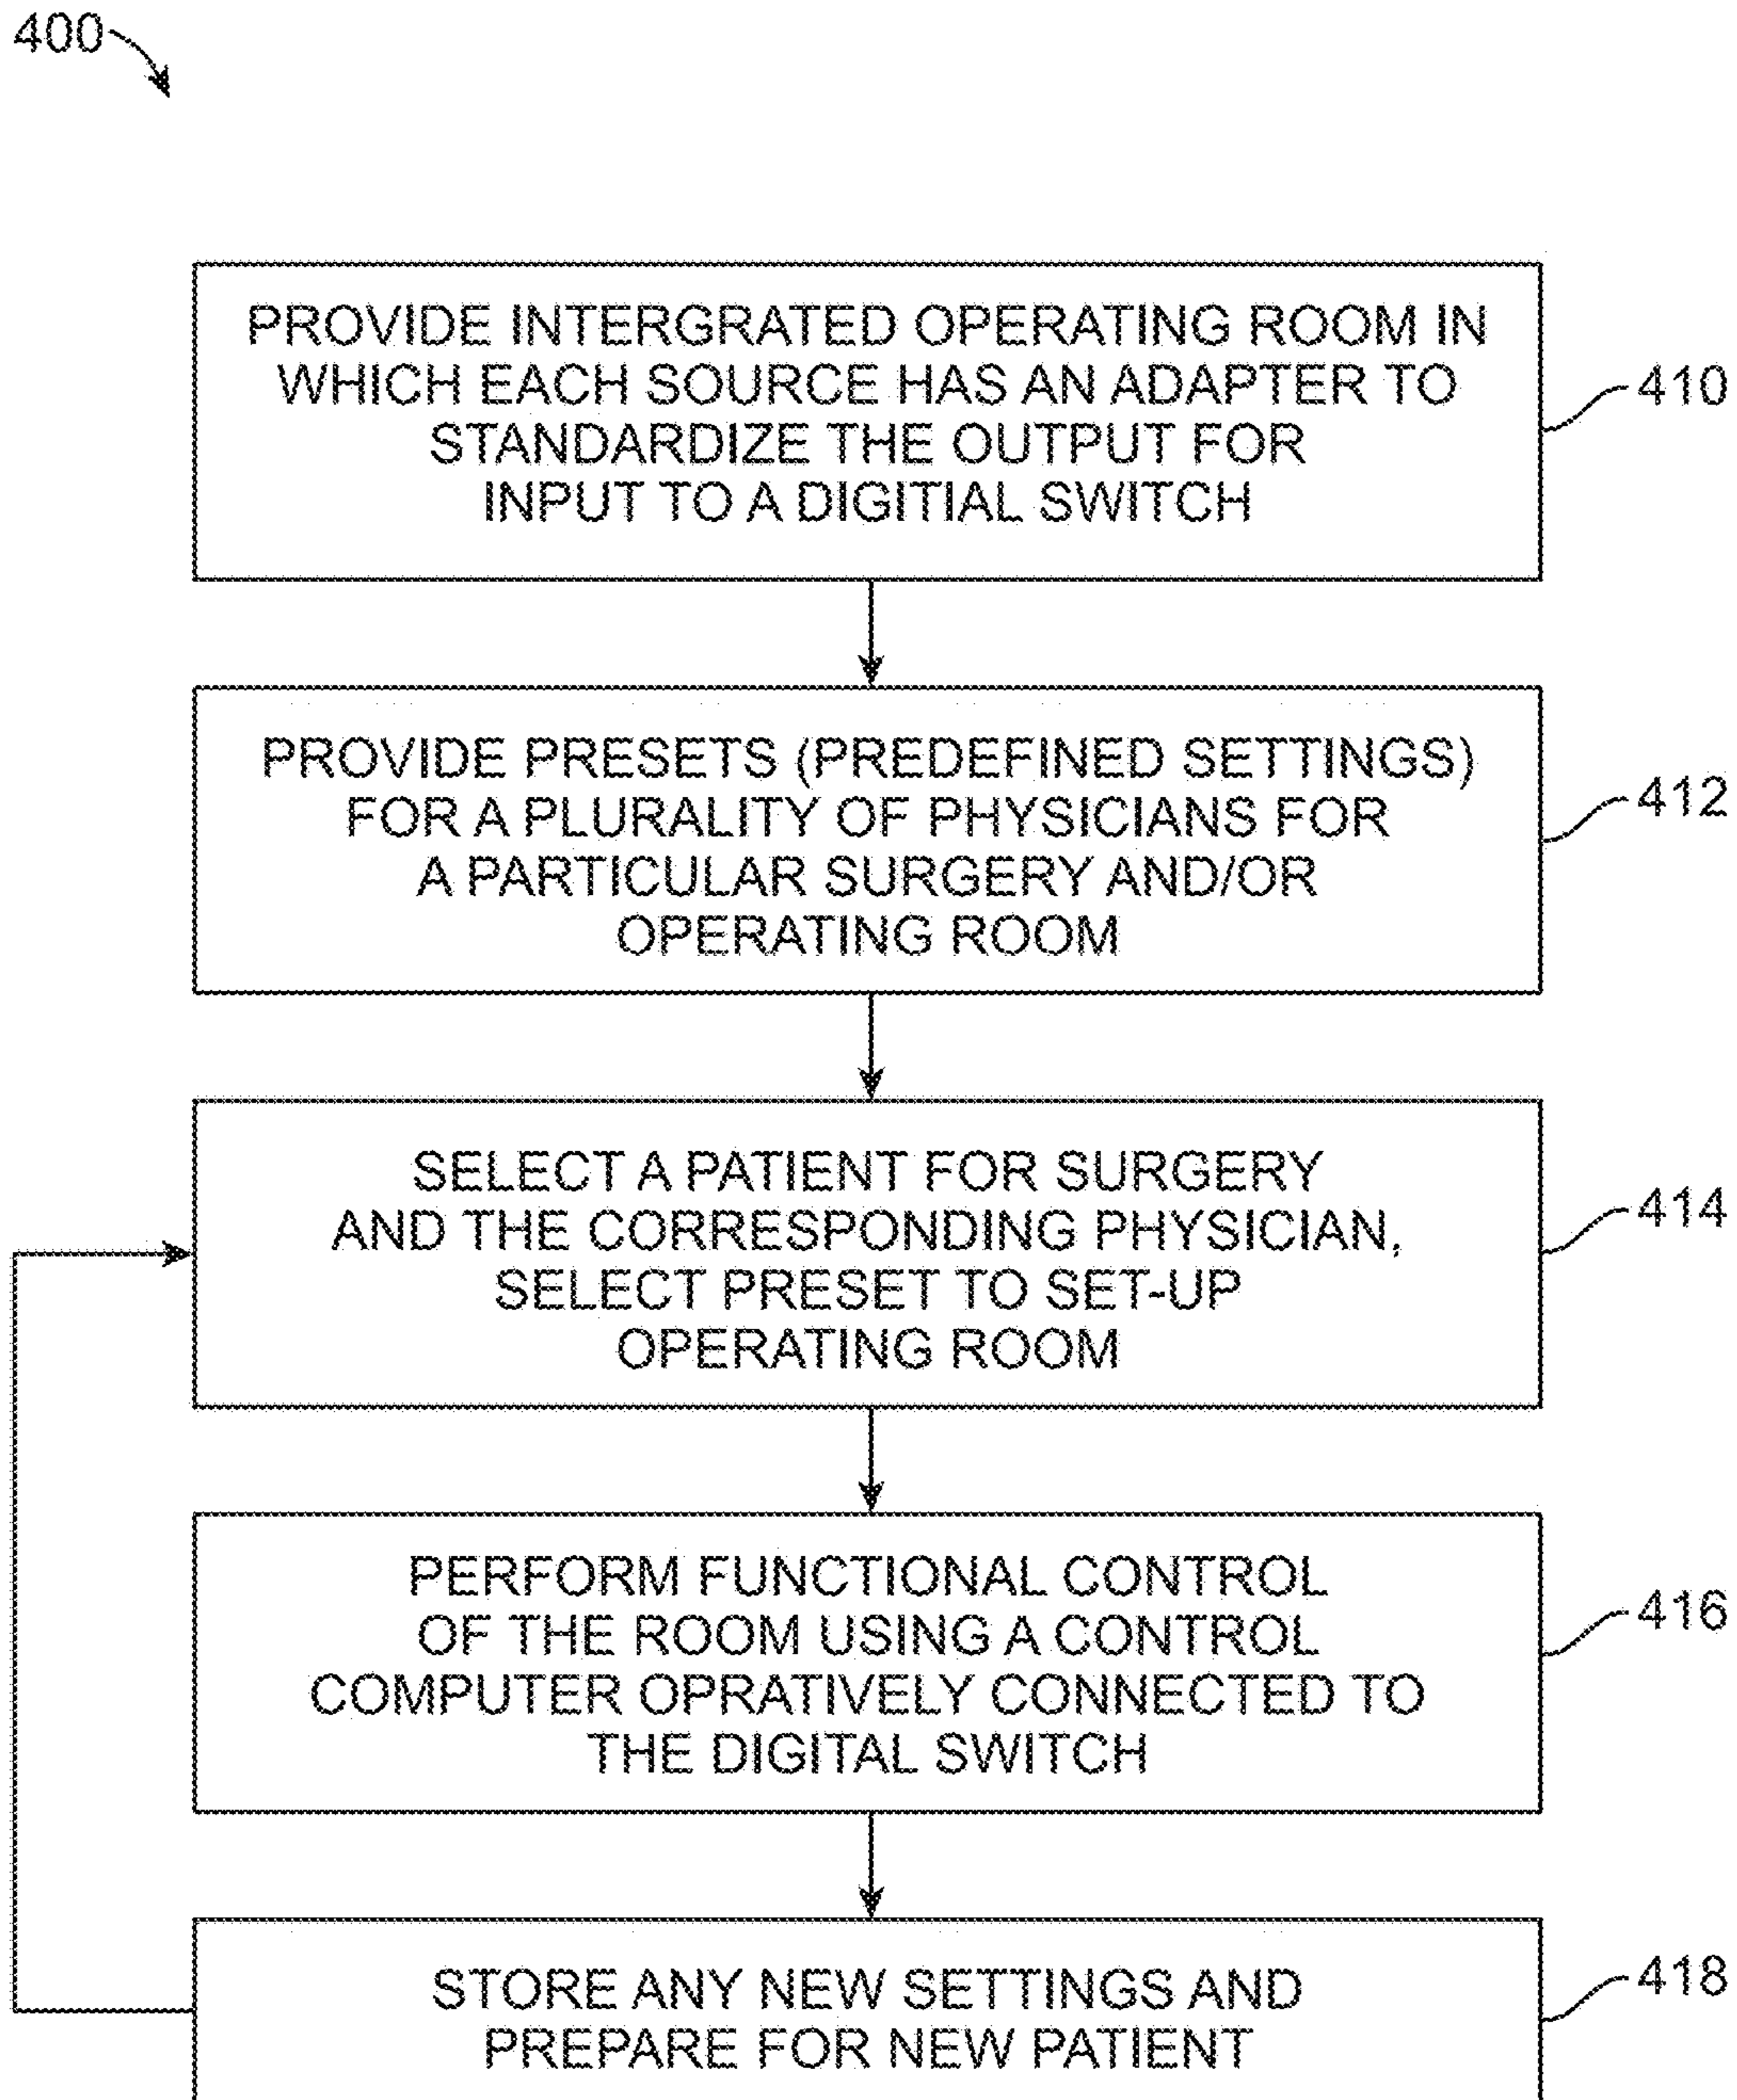 400
PROVIDE INTERGRATED OPERATING ROOM IN
WHICH EACH SOURCE HAS AN ADAPTER TO
STANDARDIZE THE OUTPUT FOR
INPUT TO A DIGITIAL SWITCH
410
PROVIDE PRESETS (PREDEFINED SETTINGS)
FOR A PLURALITY OF PHYSICIANS FOR
A PARTICULAR SURGERY AND/OR
OPERATING ROOM
412
SELECT A PATIENT FOR SURGERY
AND THE CORRESPONDING PHYSICIAN,
SELECT PRESET TO SET-UP
OPERATING ROOM
414
PERFORM FUNCTIONAL CONTROL
OF THE ROOM USING A CONTROL
COMPUTER OPRATIVELY CONNECTED TO
THE DIGITAL SWITCH
416
STORE ANY NEW SETTINGS AND
PREPARE FOR NEW PATIENT
418